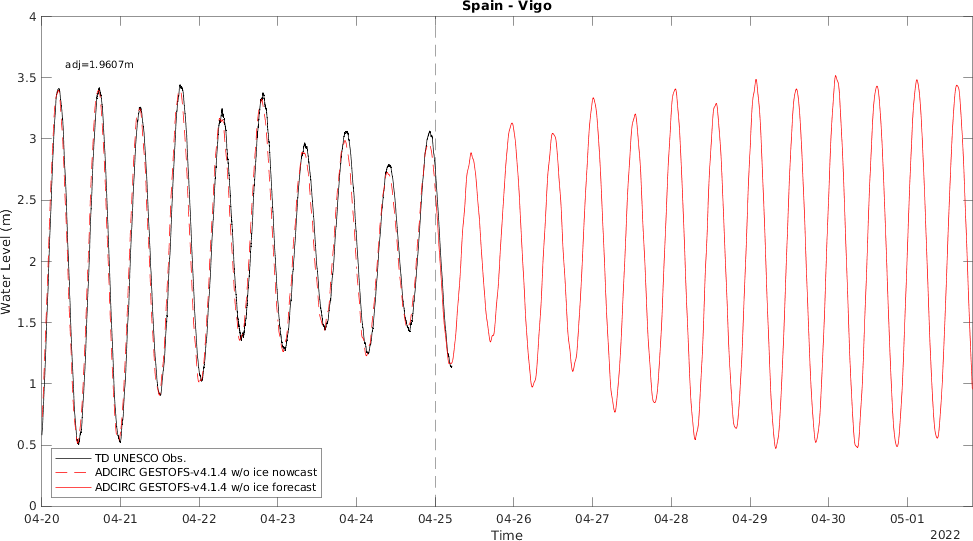 Spain - Vigo
4
adj=1.9607m
3.5
3
2.5
2
1.5
1
0.5
0
Water Level (m)
TD UNESCO Obs.
ADCIRC GESTOFS-v4.1.4 w/o ice nowcast
ADCIRC GESTOFS-v4.1.4 w/o ice forecast
04-20 04-21 04-22 04-23 04-24 04-25 04-26 04-27 04-28 04-29 04-30 05-01
Time
2022